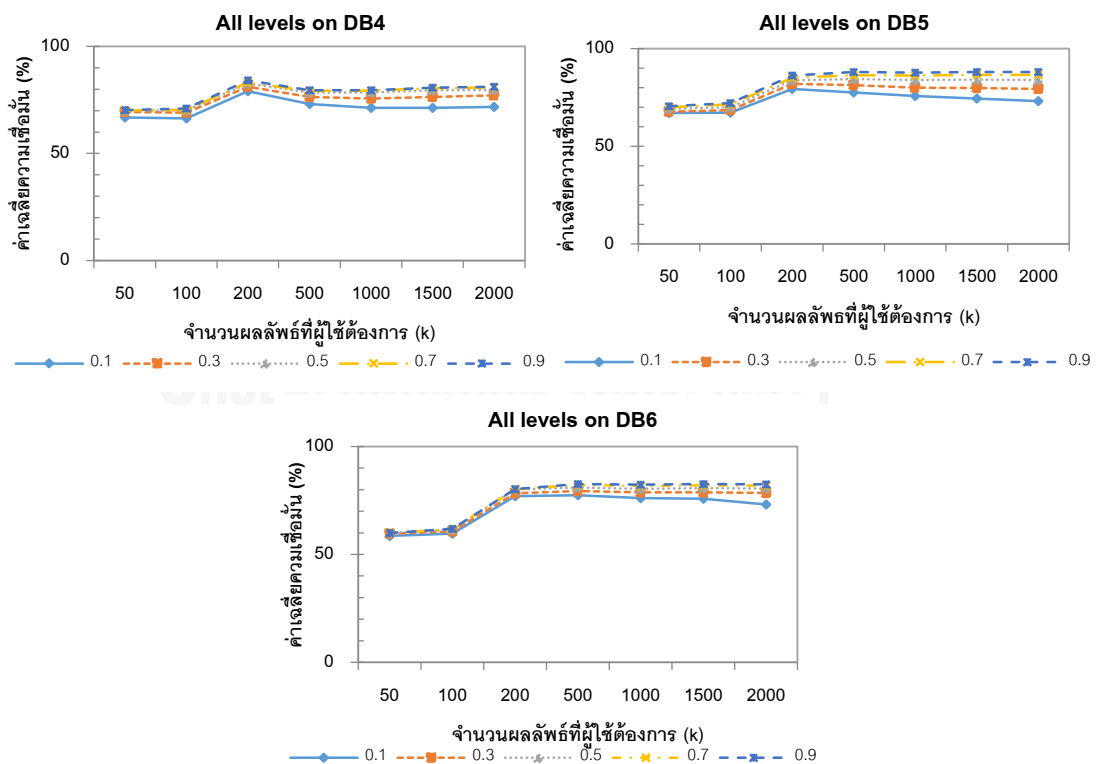 All levels on DB4
ค่าเฉลี่ยความเชื่อมั่น (%)
100
50
0
50 100 200 500 1000 1500 2000
จำนวนผลลัพธ์ที่ผู้ใช้ต้องการ (k)
0.1 0.3 0.5 0.7 0.9
All levels on DB5
ค่าเฉลี่ยความเชื่อมั่น (%)
100
50
0
50 100 200 500 1000 1500 2000
จำนวนผลลัพธที่ผู้ใช้ต้องการ (k)
0.1 0.3 0.5 0.7 0.9
All levels on DB6
ค่าเฉลี่ยควมเชื่อมั่น (%)
100
50
0
50 100 200 500 1000 1500 2000
จำนวนผลลัพธ์ที่ผู้ใช้ต้องการ (k)
0.1 0.3 0.5 0.7 0.9